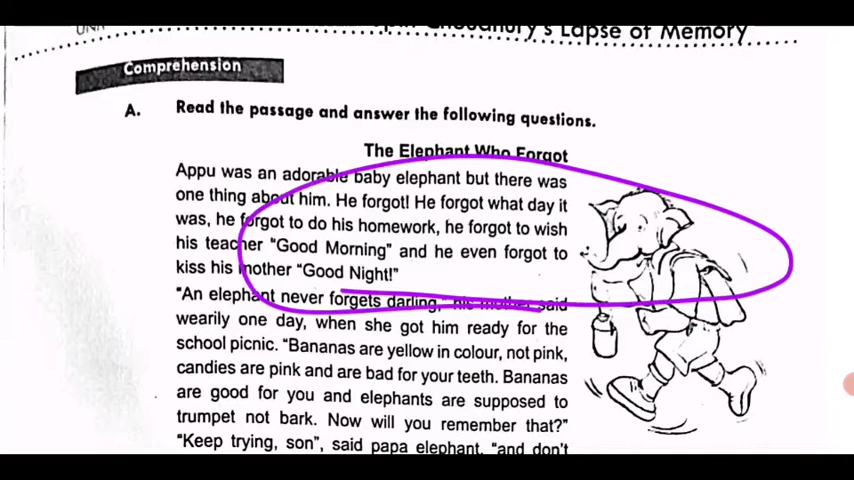 UNIT
Choudhury's Lapse of Memory
Comprehension
A. Read the passage and answer the following questions.
The Elephant Who Forgot
Appu was an adorable baby elephant but there was
one thing about him. He forgot! He forgot what day it
was, he forgot to do his homework, he forgot to wish
his teacher "Good Morning" and he even forgot to
kiss his mother "Good Night!"
"An elephant never forgets darling," his mother said
wearily one day, when she got him ready for the
school picnic. "Bananas are yellow in colour, not pink,
candies are pink and are bad for your teeth. Bananas
are good for you and elephants are supposed to
trumpet not bark. Now will you remember that?"
"Keep trying, son", said papa elephant, "and don't